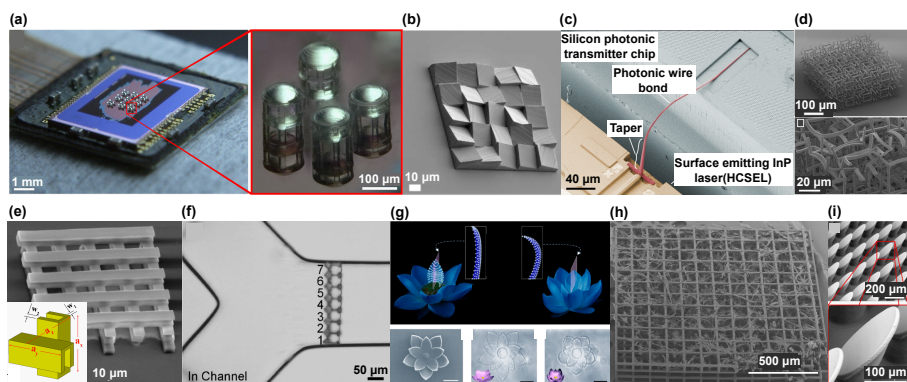 (a)
1 mm
100 μm
(b)
10 μm
(c)
Silicon photonic
transmitter chip
Photonic wire
bond
Taper
Surface emitting InP
laser(HCSEL)
40 μm
(d)
100 μm
20 μm
(e)
10 μm
(f)
7
6
5
4
3
2
1
In Channel
50 μm
(g)
(h)
500 μm
(i)
200 μm
100 μm